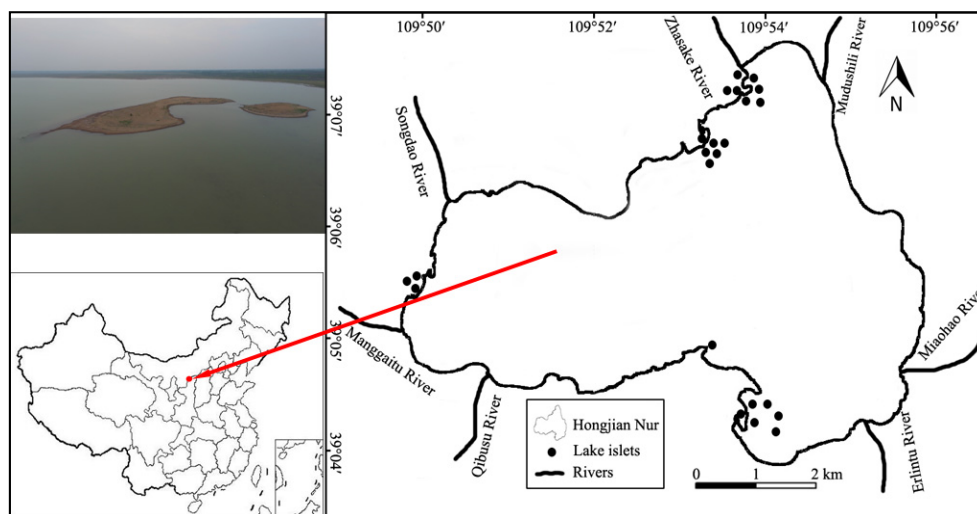 109°50′
109°52′
109°54′
109°56′
39°07′
39°06′
39°05′
39°04′
Zhasake River
Mudushili River
Songdao River
N
Manggaitu River
Qibusu River
Miaohao River
Erlintu River
Hongjian Nur
Lake islets
Rivers
0 1 2 km